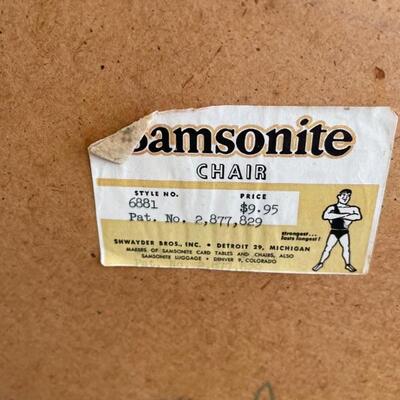 Samsonite
CHAIR
STYLE NO. PRICE
6881 $9.95
Pat. No. 2,877,829
strongest...
lasts longest!
SHWAYDER BROS., INC. • DETROIT 29, MICHIGAN
MAKERS OF SAMSONITE CARD TABLES AND CHAIRS, ALSO
SAMSONITE LUGGAGE • DENVER 9, COLORADO